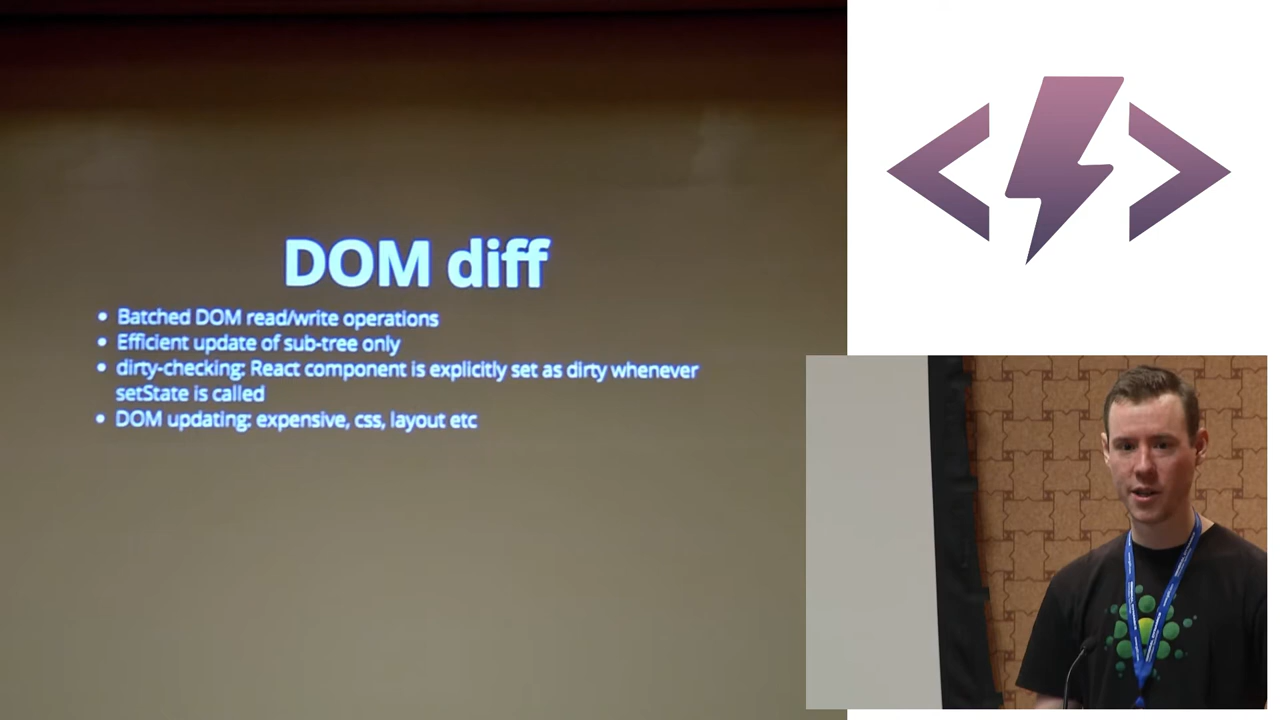 DOM diff
Batched DOM read/write operations
Efficient update of sub-tree only
dirty-checking: React component is explicitly set as dirty whenever
setState is called
DOM updating: expensive, css, layout etc